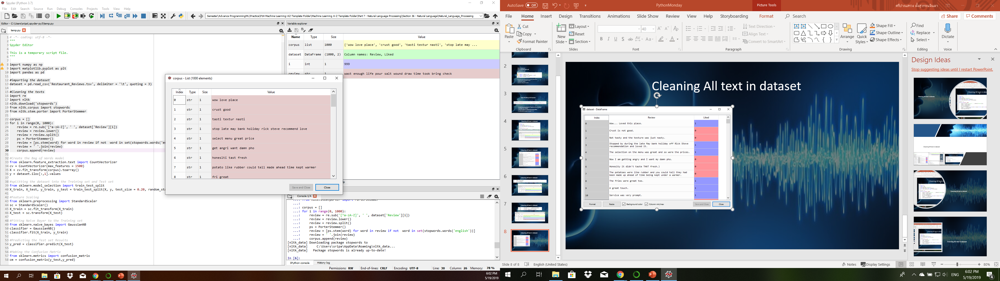 Spyder (Python 3.7)
File Edit Search Source Run Debug Consoles Projects Tools View Help
Semester\Advance ProgrammingML\Practice\P14-Machine-Learning-AZ-Template-Folder\Machine Learning A-Z Template Folder\Part 7 - Natural Language Processing\Section 36 - Natural Language\Natural_Language_Processing
Editor - C:\Users\sripa\.spyder-py3\temp.py
temp.py
1 # -*- coding: utf-8 -*-
2 """
3 Spyder Editor
4
5 This is a temporary script file.
6 """
7
8 import numpy as np
9 import matplotlib.pyplot as plt
10 import pandas as pd
11
12 #importing the dataset
13 dataset = pd.read_csv('Restaurant_Reviews.tsv', delimiter = '\t', quoting = 3)
14
15 #Cleaning the texts
16 import re
17 import nltk
18 nltk.download('stopwords')
19 from nltk.corpus import stopwords
20 from nltk.stem.porter import PorterStemmer
21
22 corpus = []
23 for i in range(0, 1000):
24 review = re.sub('[^a-zA-Z]', ' ', dataset['Review'][i])
25 review = review.lower()
26 review = review.split()
27 ps = PorterStemmer()
28 review = [ps.stem(word) for word in review if not word in set(stopwords.words('en
29 review = ' '.join(review)
30 corpus.append(review)
31
32 #Create the Bag of Words model
33 from sklearn.feature_extraction.text import CountVectorizer
34 cv = CountVectorizer(max_features = 1500)
35 X = cv.fit_transform(corpus).toarray()
36 y = dataset.iloc[:,1].values
37
38 #splitting the dataset into the Training set and Test set
39 from sklearn.model_selection import train_test_split
40 X_train, X_test, y_train, y_test = train_test_split(X, y, test_size = 0.20, random_sta
41
42 #Feature Scaling
43 from sklearn.preprocessing import StandardScaler
44 sc = StandardScaler()
45 X_train = sc.fit_transform(X_train)
46 X_test = sc.transform(X_test)
47
48 #Fitting Naive Bayer to the Training set
49 from sklearn.naive_bayes import GaussianNB
50 classifier = GaussianNB()
51 classifier.fit(X_train, y_train)
52
53 #Predicting the Test set Results
54 y_pred = classifier.predict(X_test)
55
56 #Making the Confusion Matrix
57 from sklearn.metrics import confusion_matrix
58 cm = confusion_matrix(y_test,y_pred)
Variable explorer
Name Type Size Value
corpus list 1000 ['wow love place', 'crust good', 'tasti textur nasti', 'stop late may ...
dataset DataFrame (1000, 2) Column names: Review, Liked
i int 1 999
review str 1 wast enough life pour salt wound draw time took bring check
corpus - List (1000 elements)
Index Type Size Value
0 str 1 wow love place
1 str 1 crust good
2 str 1 tasti textur nasti
3 str 1 stop late may bank holiday rick steve recommend love
4 str 1 select menu great price
5 str 1 get angri want damn pho
6 str 1 honeslti tast fresh
7 str 1 potato like rubber could tell made ahead time kept warmer
8 str 1 fri great
Save and Close Close
Console 1/A
...: from nltk.stem.porter import PorterStemmer
...:
...: corpus = []
...: for i in range(0, 1000):
...: review = re.sub('[^a-zA-Z]', ' ', dataset['Review'][i])
...: review = review.lower()
...: review = review.split()
...: ps = PorterStemmer()
...: review = [ps.stem(word) for word in review if not word in set(stopwords.words('english'))]
...: review = ' '.join(review)
...: corpus.append(review)
[nltk_data] Downloading package stopwords to
[nltk_data] C:\Users\sripa\AppData\Roaming\nltk_data...
[nltk_data] Package stopwords is already up-to-date!
In [6]:
IPython console History log
Permissions: RW End-of-lines: CRLF Encoding: UTF-8 Line: 30 Column: 26 Memory: 78 %
6:02 PM
5/19/2019
AutoSave Off PythonMonday Picture Tools
File Home Insert Design Transitions Animations Slide Show Review View Help Storyboarding Format Search Share Comments
Paste Cut Copy Format Painter
Clipboard
New Slide Layout Reset Section
Slides
40
B I U S ab AV Aa A
Font
Text Direction
Align Text
Convert to SmartArt
Paragraph
Arrange Quick Styles Shape Fill Shape Outline Shape Effects
Drawing
Find Replace Select
Editing
Dictate
Voice
2
3
4
5
6
7
8
Cleaning All text in dataset
dataset - DataFrame
Index Review Liked
0 Wow... Loved this place. 1
1 Crust is not good. 0
2 Not tasty and the texture was just nasty. 0
3 Stopped by during the late May bank holiday off Rick Steve recommendation and loved it. 1
4 The selection on the menu was great and so were the prices. 1
5 Now I am getting angry and I want my damn pho. 0
6 Honeslty it didn't taste THAT fresh.) 0
7 The potatoes were like rubber and you could tell they had been made up ahead of time being kept under a warmer. 0
8 The fries were great too. 1
9 A great touch. 1
10 Service was very prompt. 1
Format Resize Background color Column min/max Save and Close Close
Design Ideas
Stop suggesting ideas until I restart PowerPoint.
Slide 8 of 8 English (United States) Notes Display Settings 80%
ENG
6:02 PM
5/19/2019
4